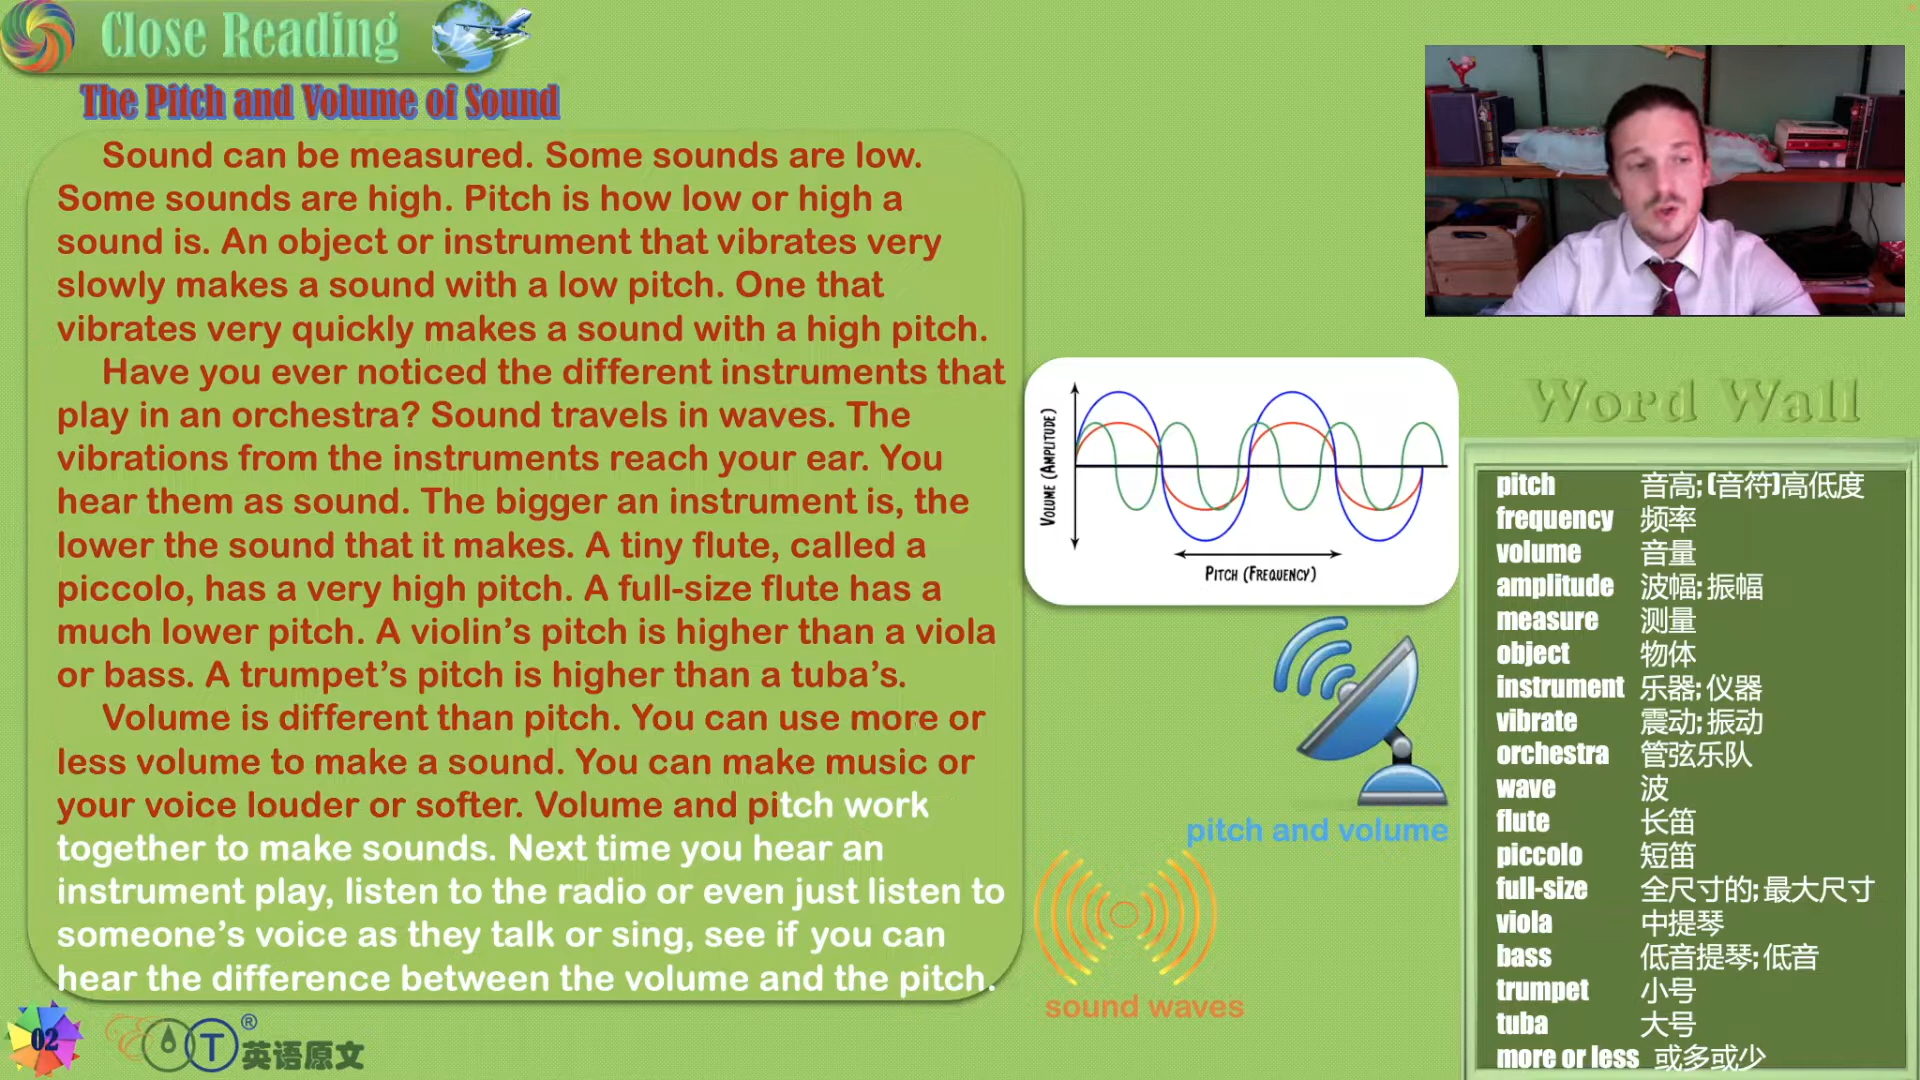 Close Reading
The Pitch and Volume of Sound
Sound can be measured. Some sounds are low.
Some sounds are high. Pitch is how low or high a
sound is. An object or instrument that vibrates very
slowly makes a sound with a low pitch. One that
vibrates very quickly makes a sound with a high pitch.
Have you ever noticed the different instruments that
play in an orchestra? Sound travels in waves. The
vibrations from the instruments reach your ear. You
hear them as sound. The bigger an instrument is, the
lower the sound that it makes. A tiny flute, called a
piccolo, has a very high pitch. A full-size flute has a
much lower pitch. A violin’s pitch is higher than a viola
or bass. A trumpet’s pitch is higher than a tuba’s.
Volume is different than pitch. You can use more or
less volume to make a sound. You can make music or
your voice louder or softer. Volume and pitch work
together to make sounds. Next time you hear an
instrument play, listen to the radio or even just listen to
someone’s voice as they talk or sing, see if you can
hear the difference between the volume and the pitch.
Volume (Amplitude)
Pitch (Frequency)
pitch and volume
sound waves
Word Wall
pitch 音高; (音符)高低度
frequency 频率
volume 音量
amplitude 波幅; 振幅
measure 测量
object 物体
instrument 乐器; 仪器
vibrate 震动; 振动
orchestra 管弦乐队
wave 波
flute 长笛
piccolo 短笛
full-size 全尺寸的; 最大尺寸
viola 中提琴
bass 低音提琴; 低音
trumpet 小号
tuba 大号
more or less 或多或少
02
T® 英语原文